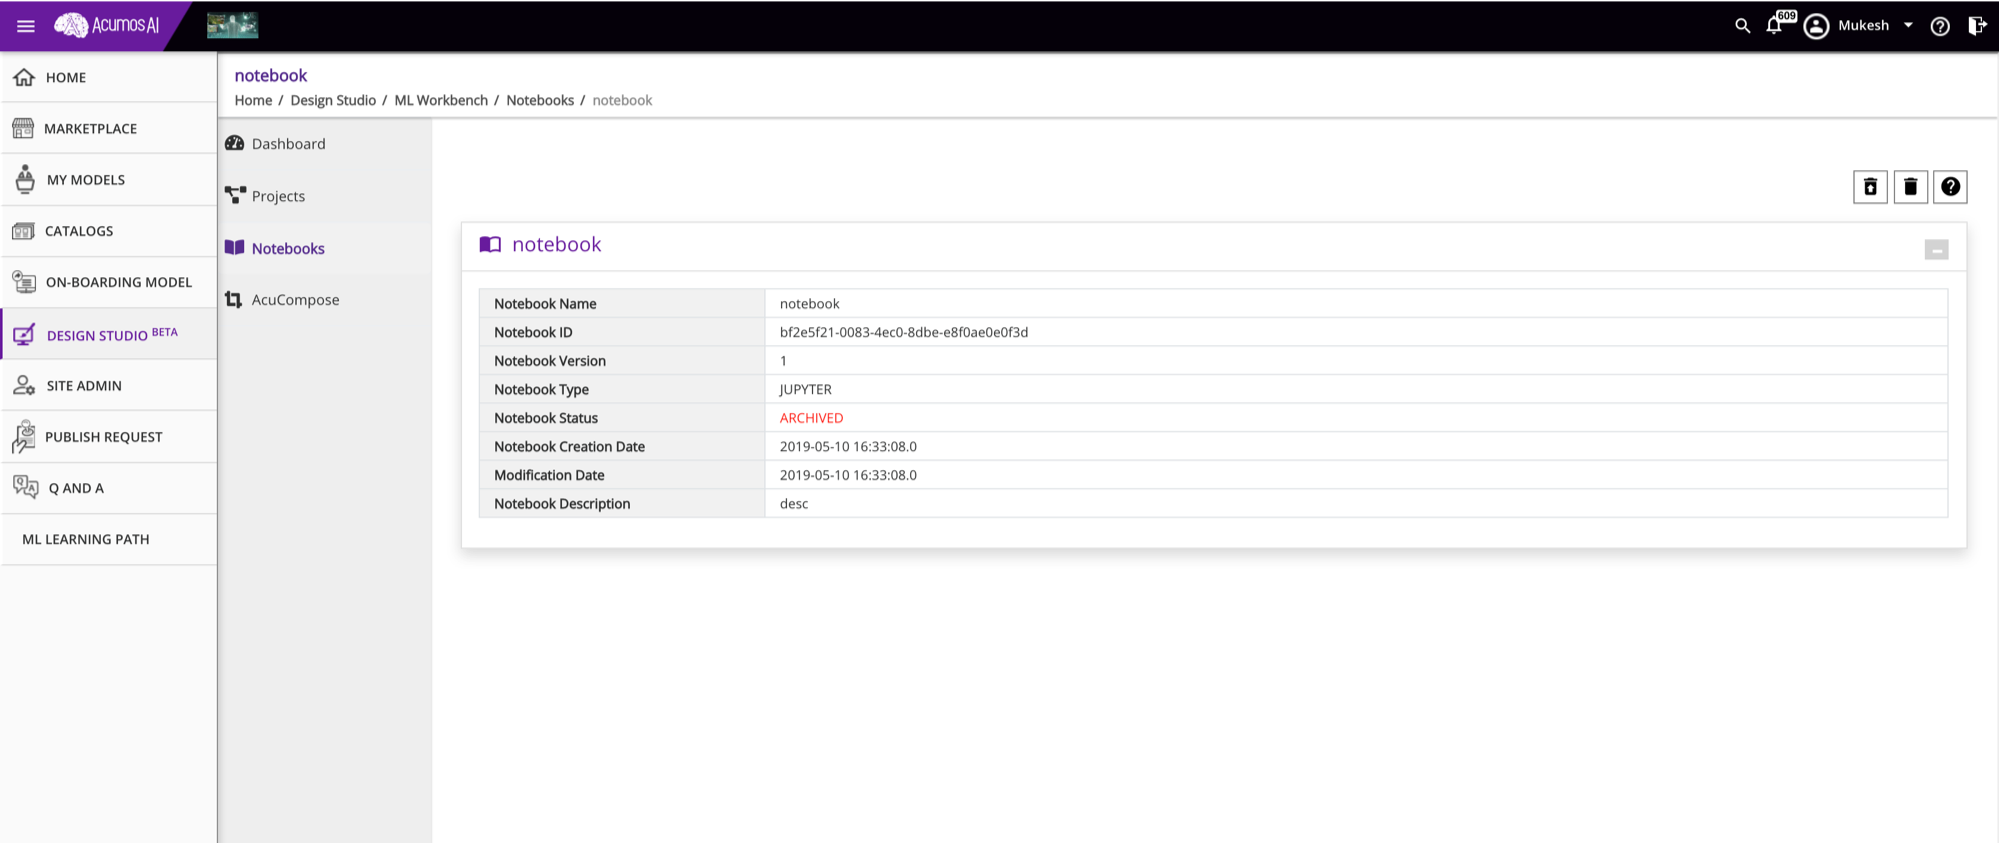 Acumos AI
609
Mukesh
HOME
MARKETPLACE
MY MODELS
CATALOGS
ON-BOARDING MODEL
DESIGN STUDIO BETA
SITE ADMIN
PUBLISH REQUEST
Q AND A
ML LEARNING PATH
notebook
Home / Design Studio / ML Workbench / Notebooks / notebook
Dashboard
Projects
Notebooks
AcuCompose
notebook
Notebook Name notebook
Notebook ID bf2e5f21-0083-4ec0-8dbe-e8f0ae0e0f3d
Notebook Version 1
Notebook Type JUPYTER
Notebook Status ARCHIVED
Notebook Creation Date 2019-05-10 16:33:08.0
Modification Date 2019-05-10 16:33:08.0
Notebook Description desc